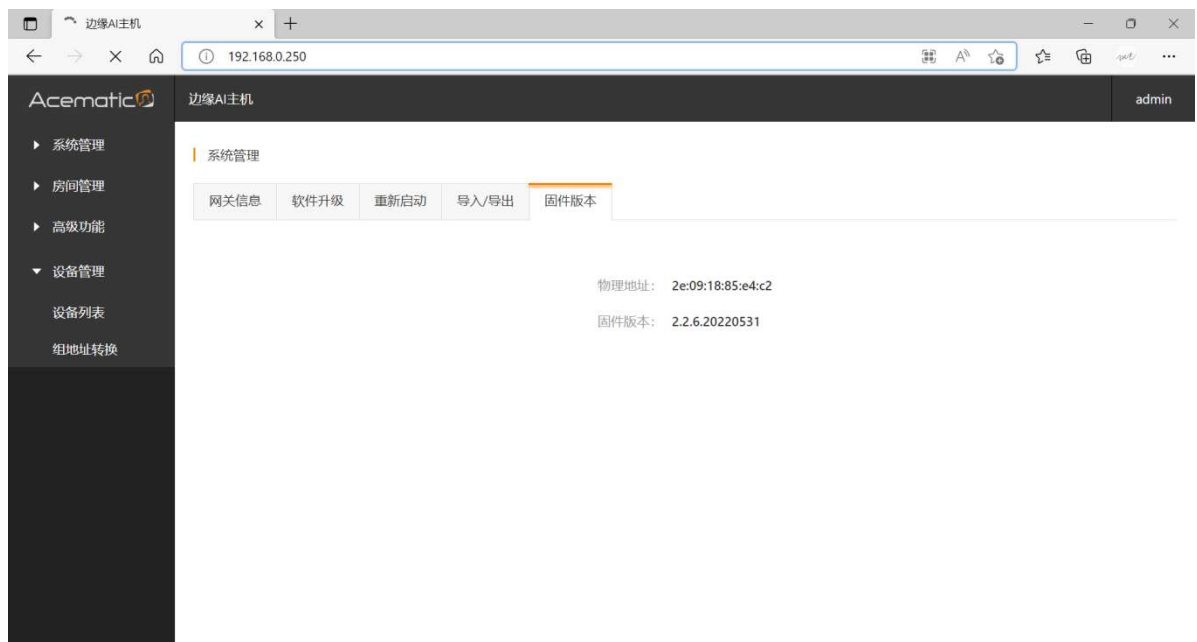 边缘AI主机
192.168.0.250
Acematic
边缘AI主机
admin
系统管理
房间管理
高级功能
设备管理
设备列表
组地址转换
系统管理
网关信息 软件升级 重新启动 导入/导出 固件版本
物理地址: 2e:09:18:85:e4:c2
固件版本: 2.2.6.20220531